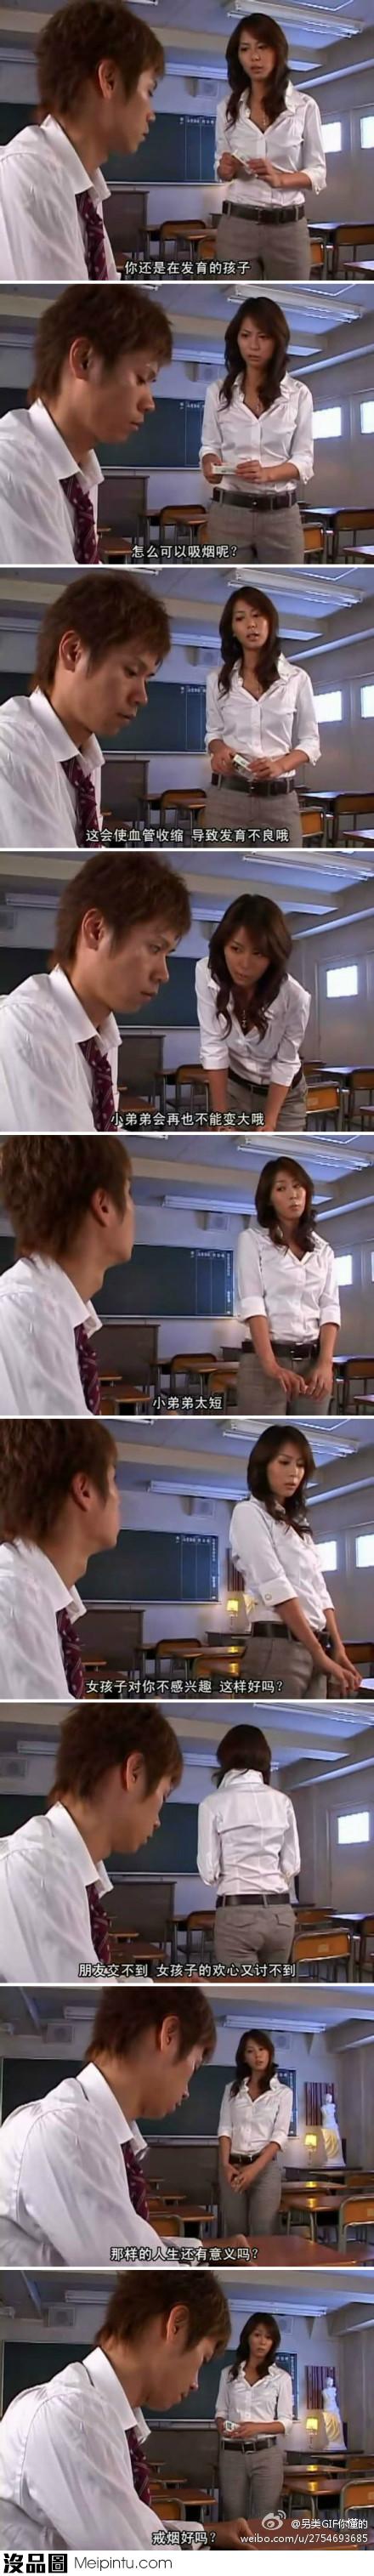 你还是在发育的孩子
怎么可以吸烟呢？
这会使血管收缩 导致发育不良哦
小弟弟会再也不能变大哦
小弟弟太短
女孩子对你不感兴趣 这样好吗？
朋友交不到 女孩子的欢心又讨不到
那样的人生还有意义吗？
戒烟好吗？
@另类GIF你懂的
weibo.com/u/2754693685
沒品圖 Meipintu.com